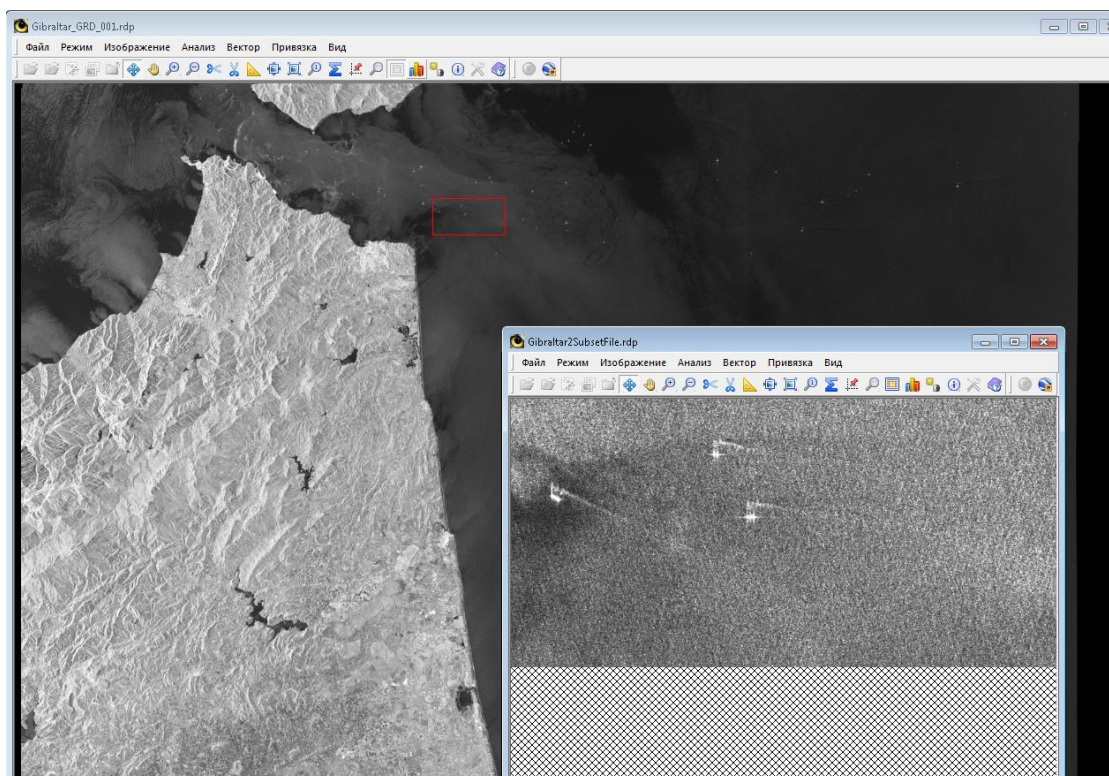 Gibraltar_GRD_001.rdp
Файл Режим Изображение Анализ Вектор Привязка Вид
Gibraltar2SubsetFile.rdp
Файл Режим Изображение Анализ Вектор Привязка Вид